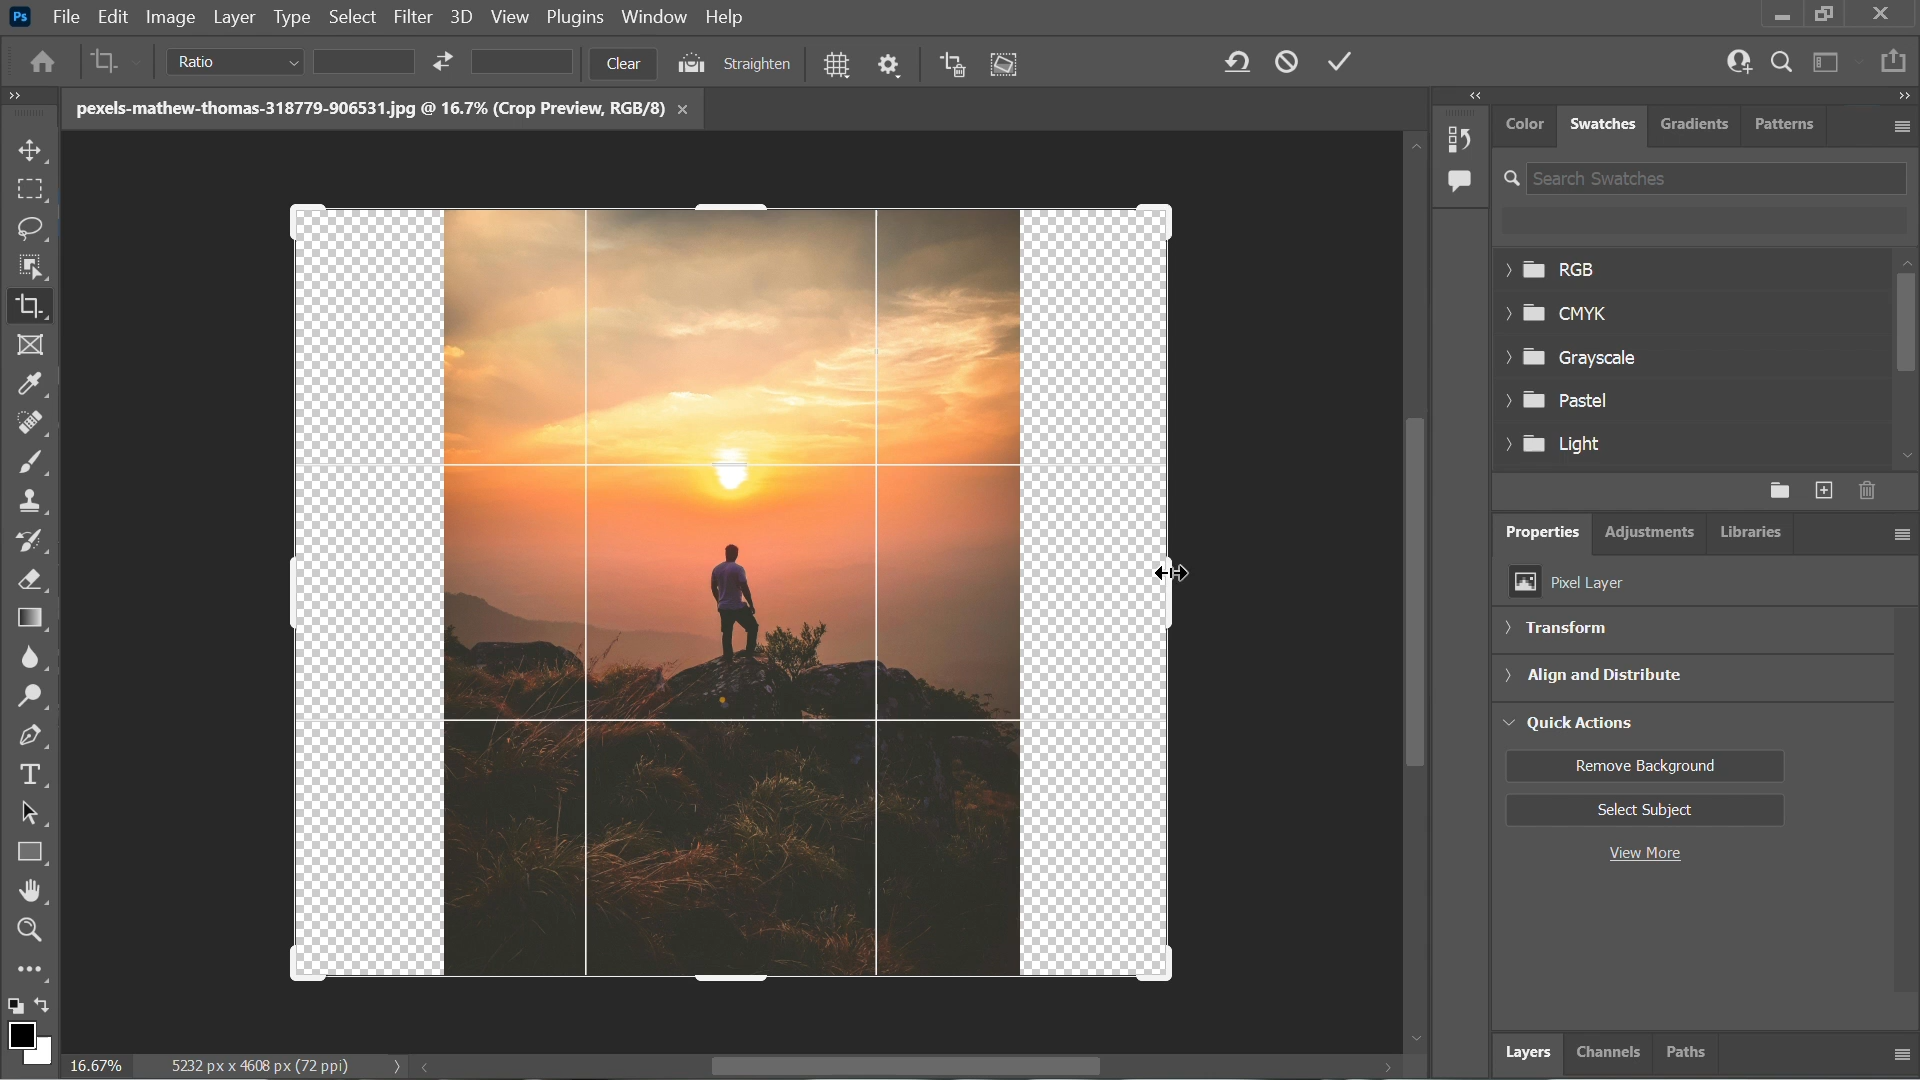 Ps File Edit Image Layer Type Select Filter 3D View Plugins Window Help
Ratio Clear Straighten
pexels-mathew-thomas-318779-906531.jpg @ 16.7% (Crop Preview, RGB/8)
Color Swatches Gradients Patterns
Search Swatches
RGB
CMYK
Grayscale
Pastel
Light
Properties Adjustments Libraries
Pixel Layer
Transform
Align and Distribute
Quick Actions
Remove Background
Select Subject
View More
Layers Channels Paths
16.67% 5232 px x 4608 px (72 ppi)